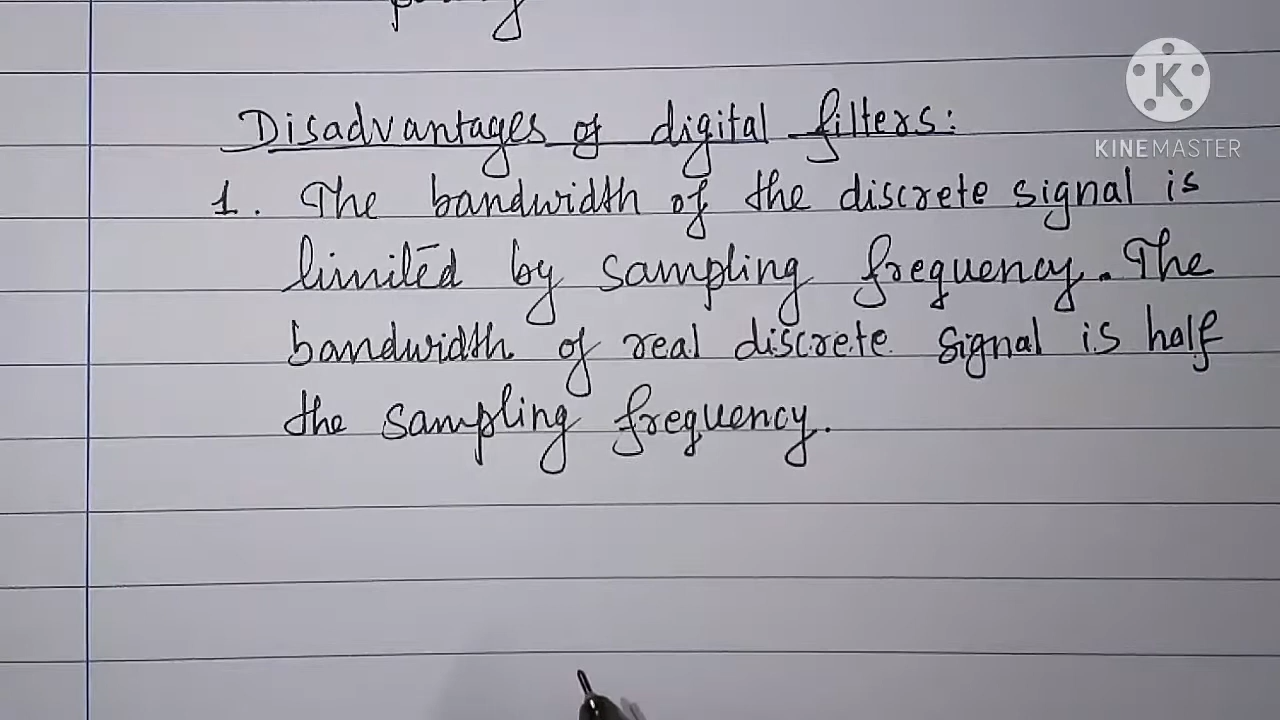 Disadvantages of digital filters:
1. The bandwidth of the discrete signal is
limited by sampling frequency. The
bandwidth of real discrete signal is half
the sampling frequency.
K
KINEMASTER